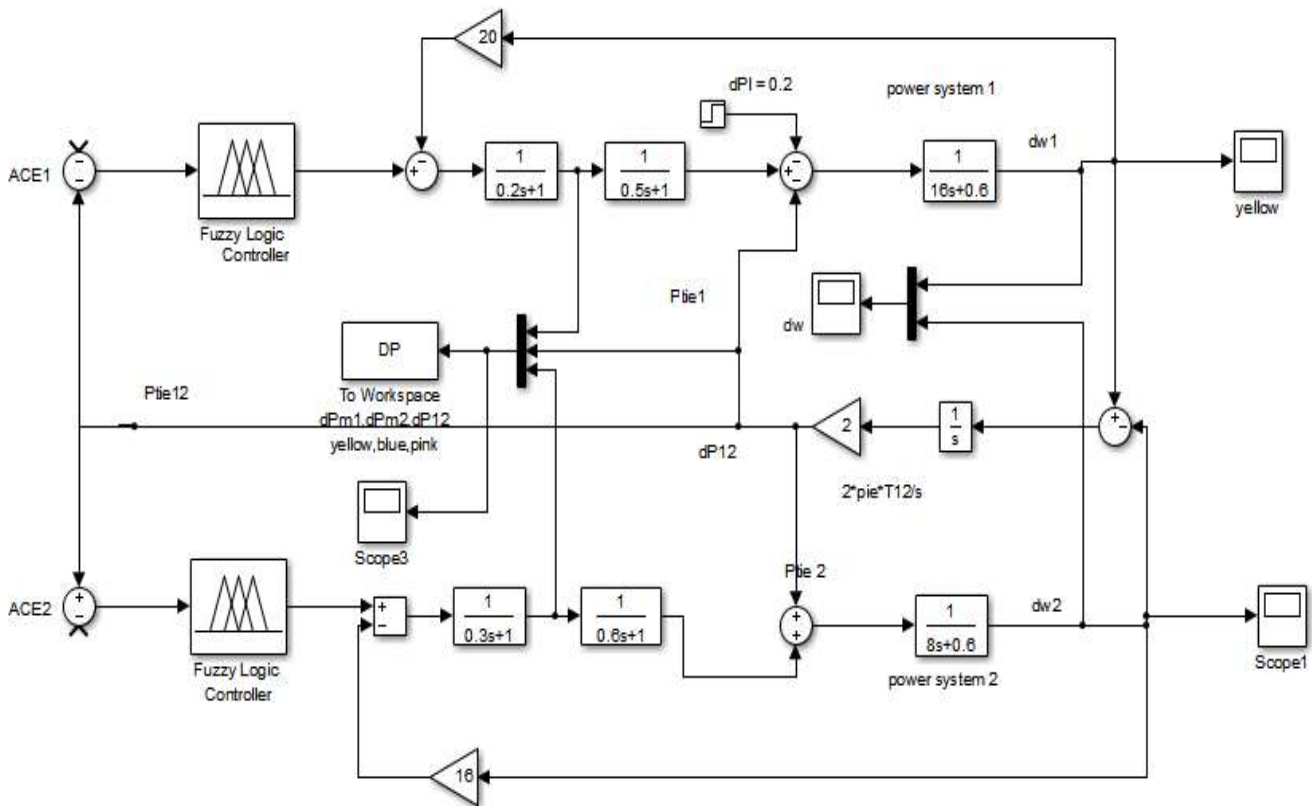 20
dPI = 0.2
power system 1
ACE1
Fuzzy Logic
Controller
1
0.2s+1
1
0.5s+1
1
16s+0.6
dw1
yellow
Ptie1
dw
DP
To Workspace
dPm1,dPm2,dP12
yellow,blue,pink
Ptie12
dP12
2
1
s
2*pie*T12/s
Scope3
Ptie 2
ACE2
Fuzzy Logic
Controller
1
0.3s+1
1
0.6s+1
1
8s+0.6
dw2
power system 2
Scope1
16